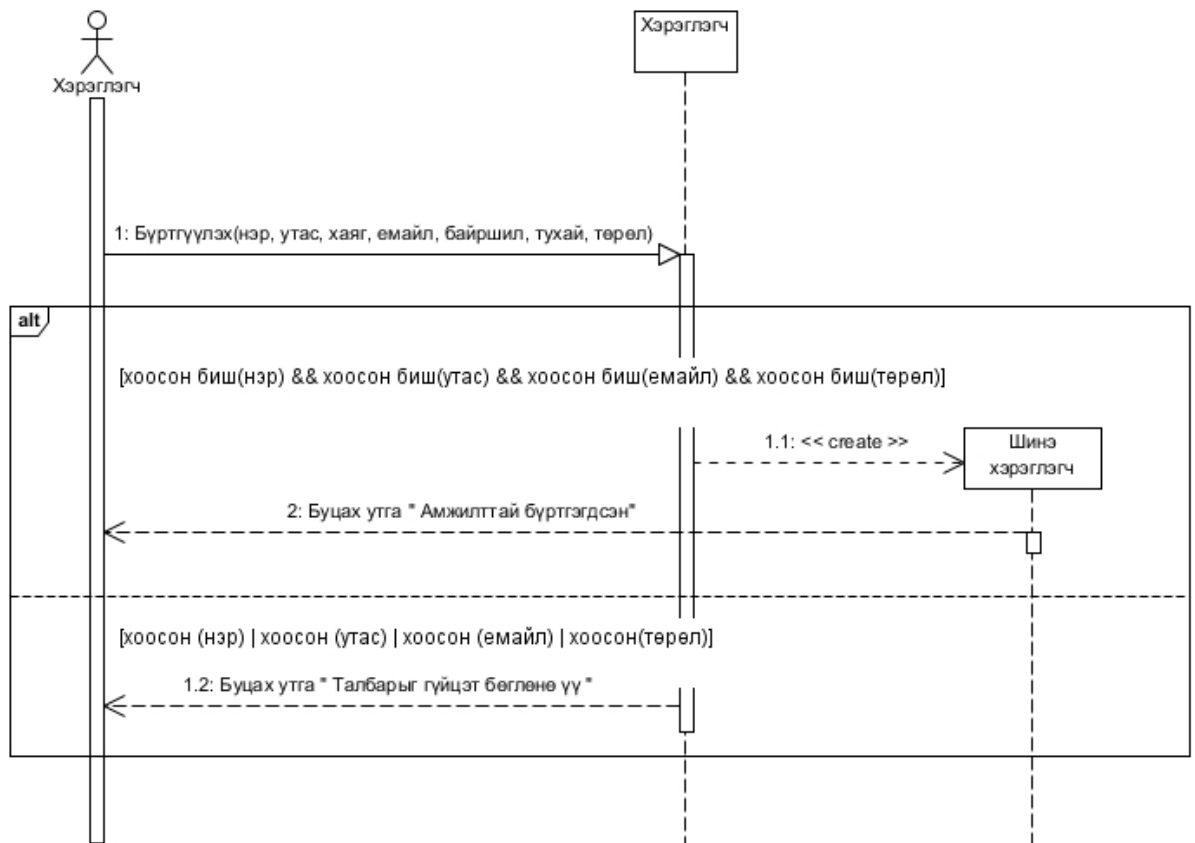 Хэрэглэгч
Хэрэглэгч
1: Бүртгүүлэх(нэр, утас, хаяг, емайл, байршил, тухай, төрөл)
alt
[хоосон биш(нэр) && хоосон биш(утас) && хоосон биш(емайл) && хоосон биш(төрөл)]
1.1: << create >>
Шинэ
хэрэглэгч
2: Буцах утга " Амжилттай бүртгэгдсэн"
[хоосон (нэр) | хоосон (утас) | хоосон (емайл) | хоосон(төрөл)]
1.2: Буцах утга " Талбарыг гүйцэт бөглөнө үү "